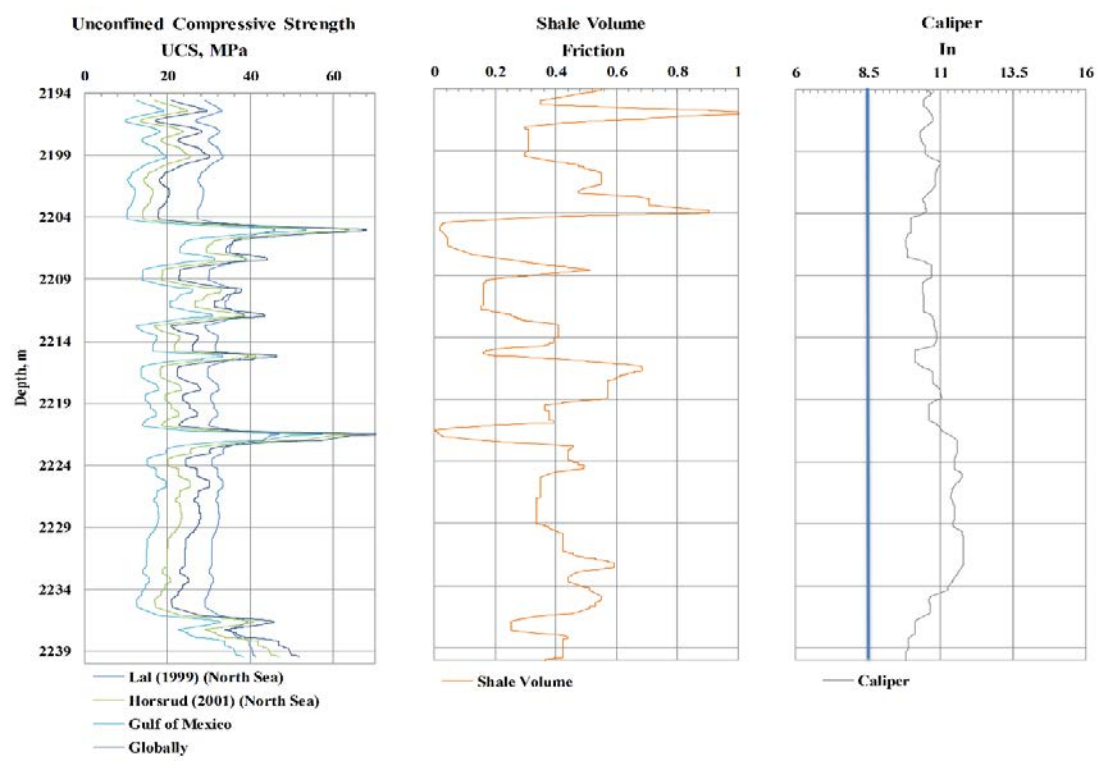 Unconfined Compressive Strength
UCS, MPa
0 20 40 60
2194
2199
2204
2209
2214
2219
2224
2229
2234
2239
Depth, m
Lal (1999) (North Sea)
Horsrud (2001) (North Sea)
Gulf of Mexico
Globally
Shale Volume
Friction
0 0.2 0.4 0.6 0.8 1
Shale Volume
Caliper
In
6 8.5 11 13.5 16
Caliper